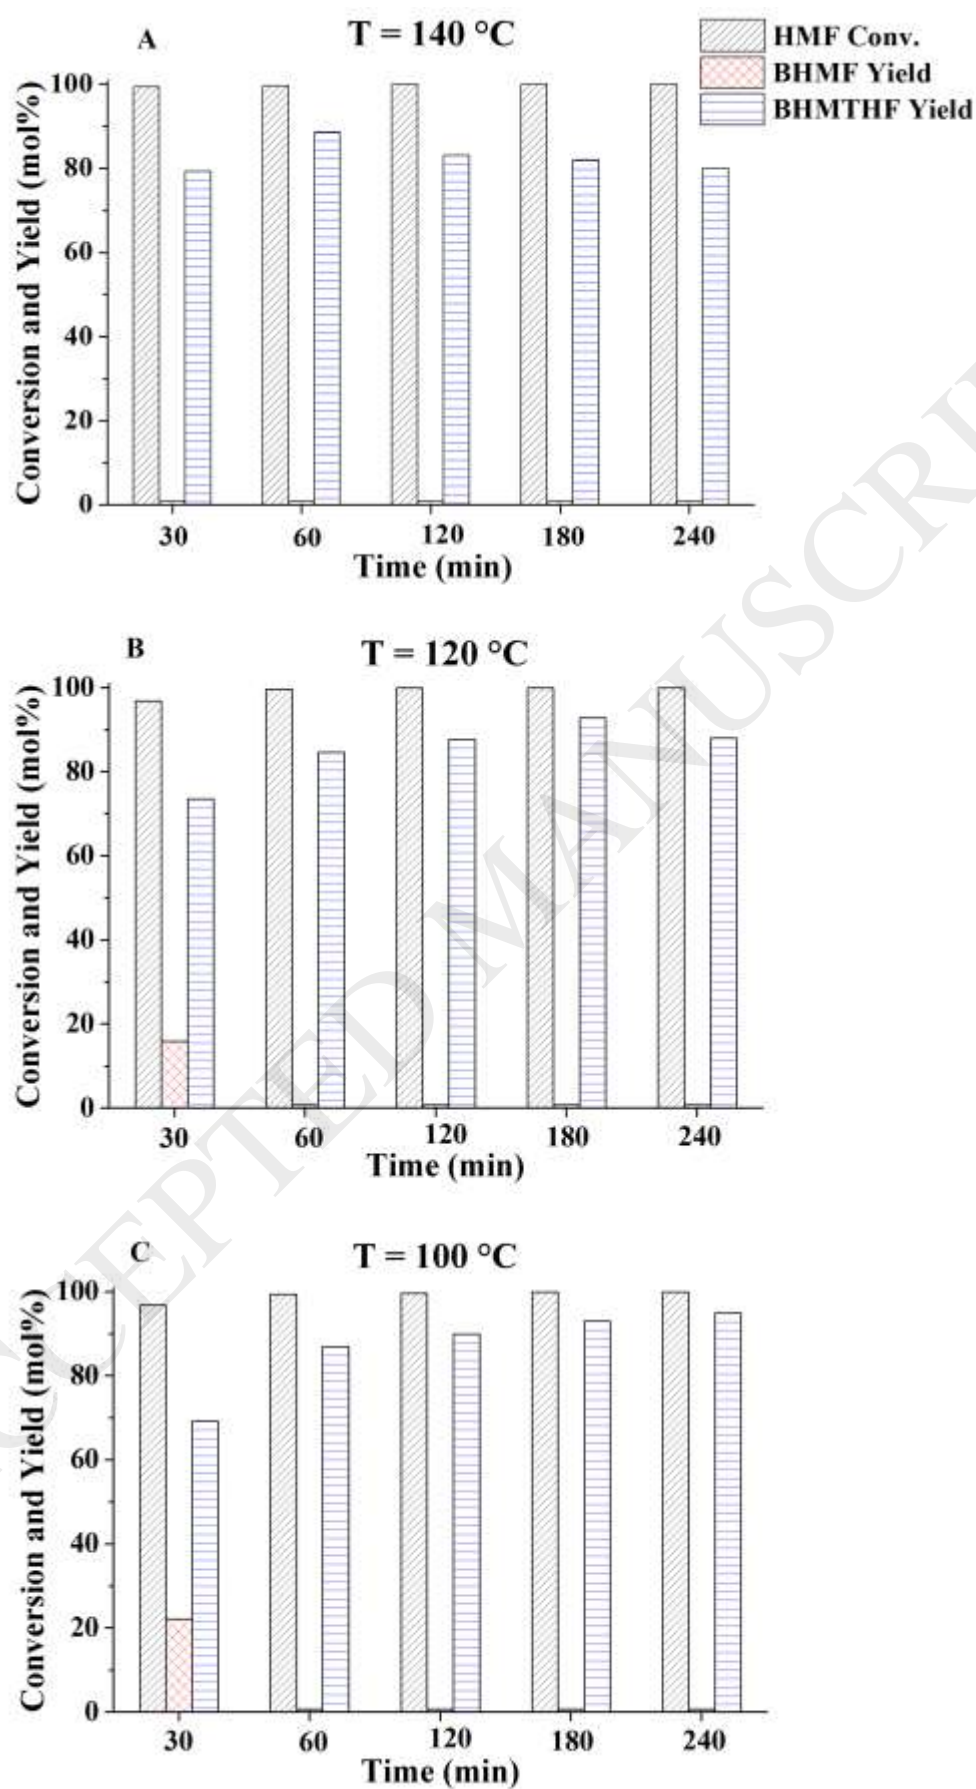 A
T = 140 °C
HMF Conv.
BHMF Yield
BHMTHF Yield
Conversion and Yield (mol%)
100
80
60
40
20
0
30 60 120 180 240
Time (min)
B
T = 120 °C
Conversion and Yield (mol%)
100
80
60
40
20
0
30 60 120 180 240
Time (min)
C
T = 100 °C
Conversion and Yield (mol%)
100
80
60
40
20
0
30 60 120 180 240
Time (min)
CCEPTED MANUSCRI